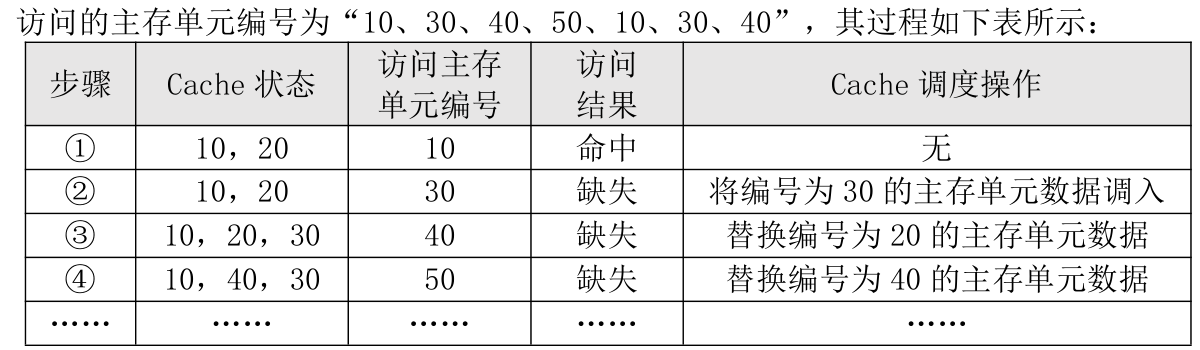 访问的主存单元编号为“10、30、40、50、10、30、40”，其过程如下表所示：
步骤 Cache 状态 访问主存单元编号 访问结果 Cache 调度操作
① 10，20 10 命中 无
② 10，20 30 缺失 将编号为 30 的主存单元数据调入
③ 10，20，30 40 缺失 替换编号为 20 的主存单元数据
④ 10，40，30 50 缺失 替换编号为 40 的主存单元数据
…… …… …… …… ……